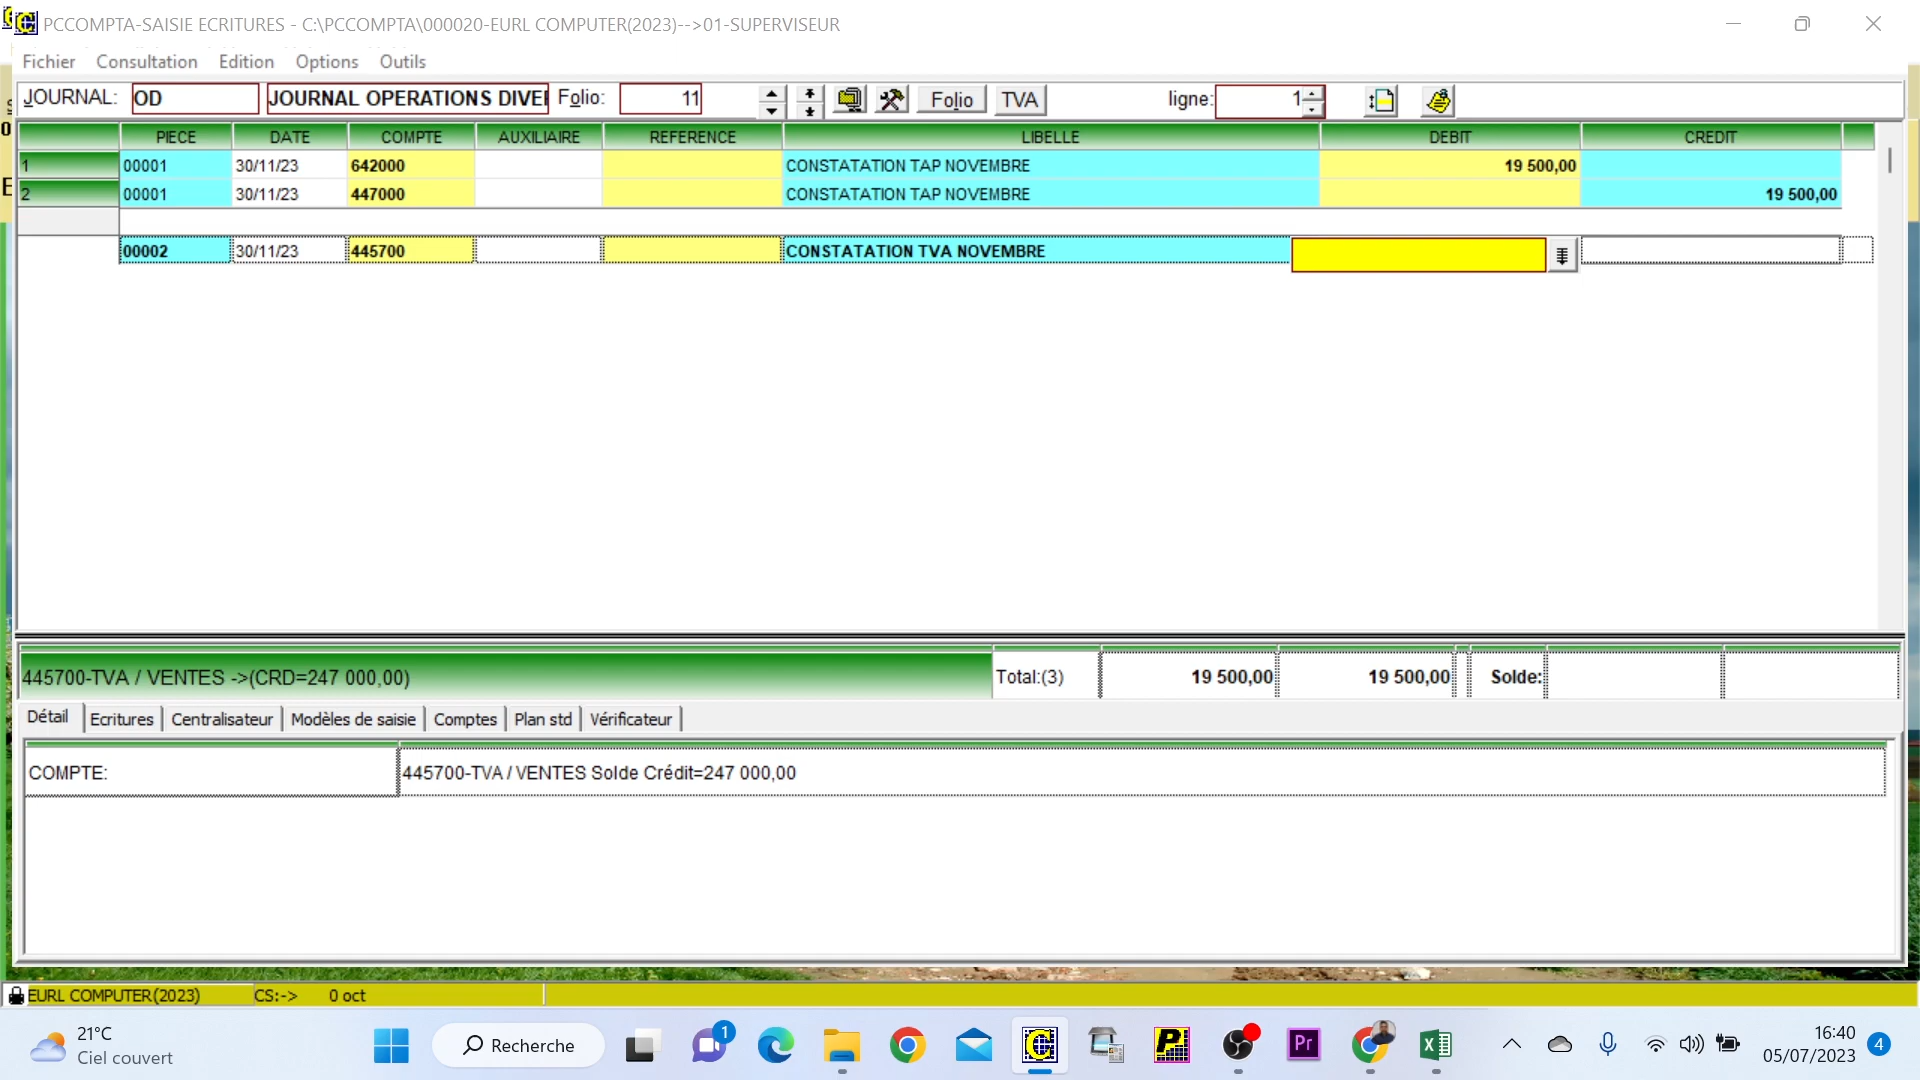 PCCOMPTA-SAISIE ECRITURES - C:\PCCOMPTA\000020-EURL COMPUTER(2023)-->01-SUPERVISEUR
Fichier Consultation Edition Options Outils
JOURNAL: OD JOURNAL OPERATIONS DIVE Folio: 11 Folio TVA ligne: 1
PIECE DATE COMPTE AUXILIAIRE REFERENCE LIBELLE DEBIT CREDIT
1 00001 30/11/23 642000 CONSTATATION TAP NOVEMBRE 19 500,00
2 00001 30/11/23 447000 CONSTATATION TAP NOVEMBRE 19 500,00
00002 30/11/23 445700 CONSTATATION TVA NOVEMBRE
445700-TVA / VENTES ->(CRD=247 000,00) Total:(3) 19 500,00 19 500,00 Solde:
Détail Ecritures Centralisateur Modèles de saisie Comptes Plan std Vérificateur
COMPTE: 445700-TVA / VENTES Solde Crédit=247 000,00
EURL COMPUTER(2023) CS:-> 0 oct
21°C
Ciel couvert
Recherche
1
Pr
16:40
05/07/2023
4